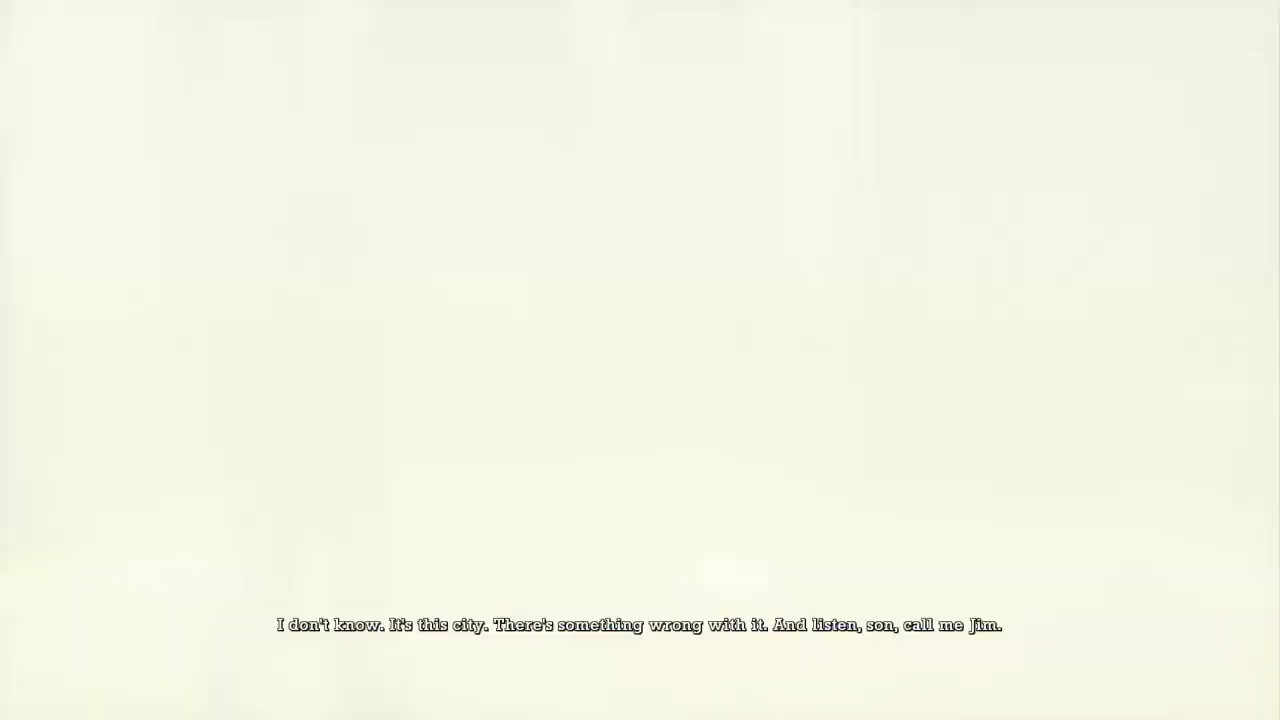 I don't know. It's this city. There's something wrong with it. And listen, son, call me Jim.